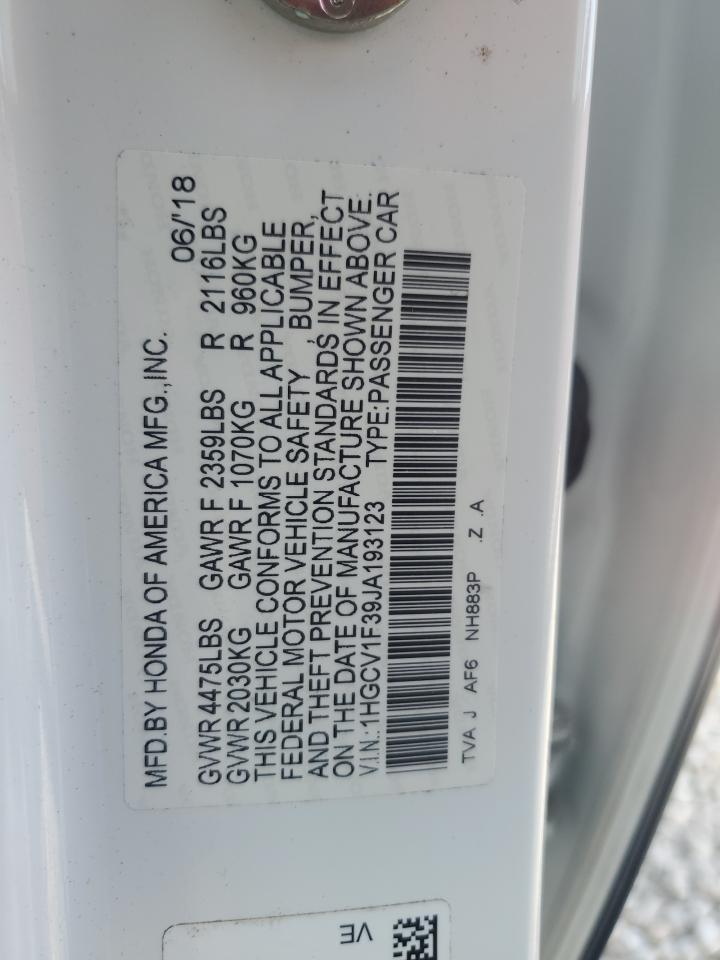 MFD.BY HONDA OF AMERICA MFG.,INC. 06/'18
GVWR 4475LBS GAWR F 2359LBS R 2116LBS
GVWR 2030KG GAWR F 1070KG R 960KG
THIS VEHICLE CONFORMS TO ALL APPLICABLE
FEDERAL MOTOR VEHICLE SAFETY , BUMPER,
AND THEFT PREVENTION STANDARDS IN EFFECT
ON THE DATE OF MANUFACTURE SHOWN ABOVE.
V.I.N.:1HGCV1F39JA193123 TYPE:PASSENGER CAR
TVA J AF6 NH883P .Z .A
VE